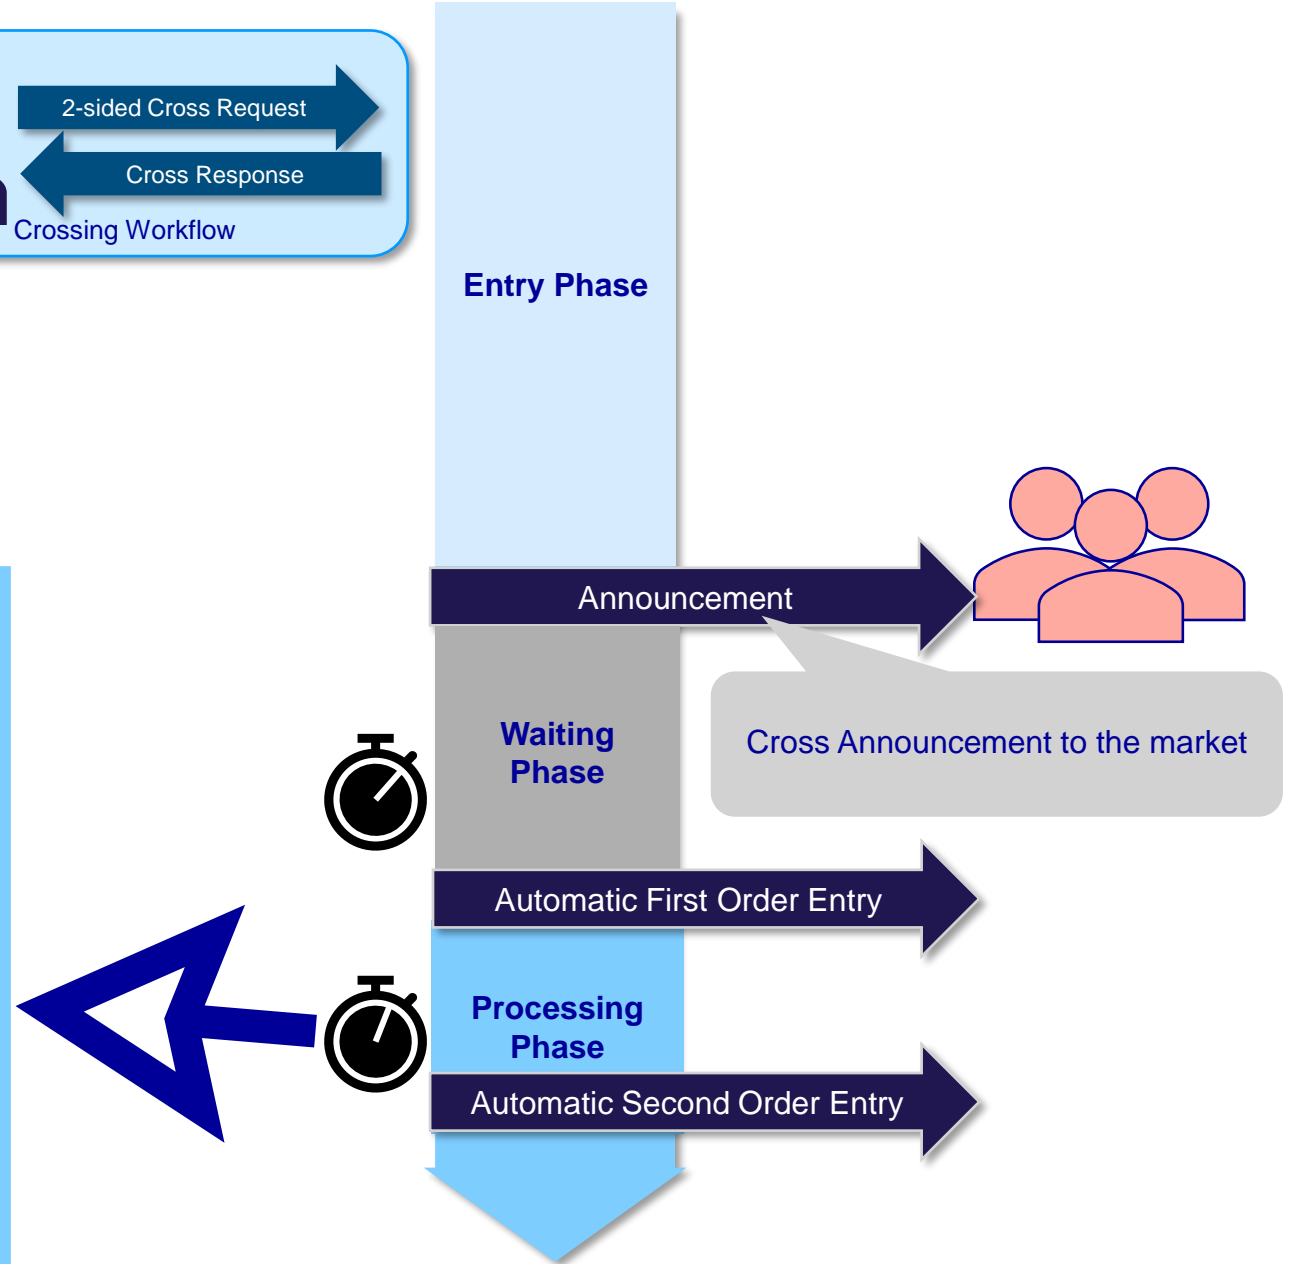 2-sided Cross Request
Cross Response
Crossing Workflow
Entry Phase
Announcement
Waiting
Phase
Cross Announcement to the market
Automatic First Order Entry
Processing
Phase
Automatic Second Order Entry